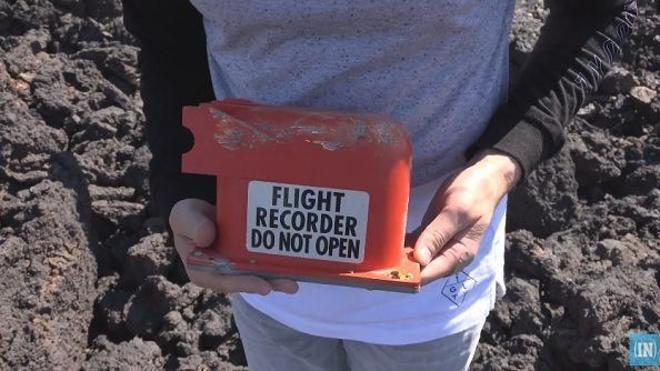 FLIGHT
RECORDER
DO NOT OPEN
(IN)